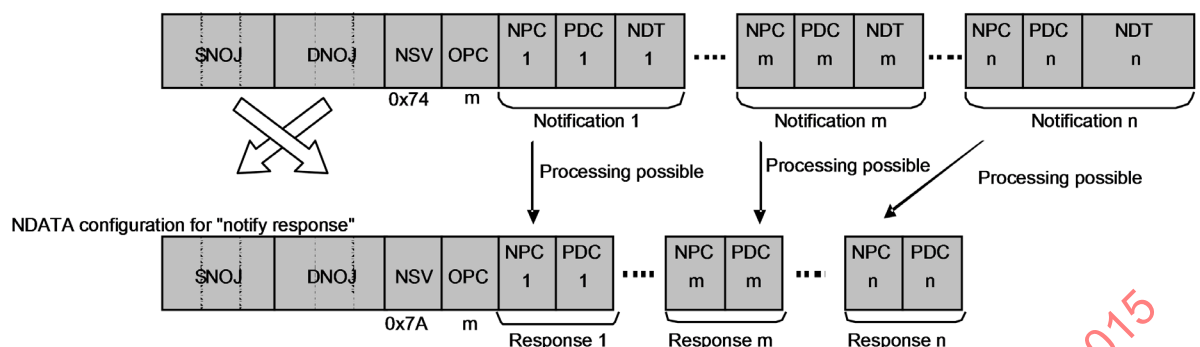 SNOJ DNOJ NSV OPC NPC 1 PDC 1 NDT 1 NPC m PDC m NDT m NPC n PDC n NDT n
0x74 m
Notification 1 Notification m Notification n
Processing possible Processing possible Processing possible
NDATA configuration for "notify response"
SNOJ DNOJ NSV OPC NPC 1 PDC 1 NPC m PDC m NPC n PDC n
0x7A m
Response 1 Response m Response n